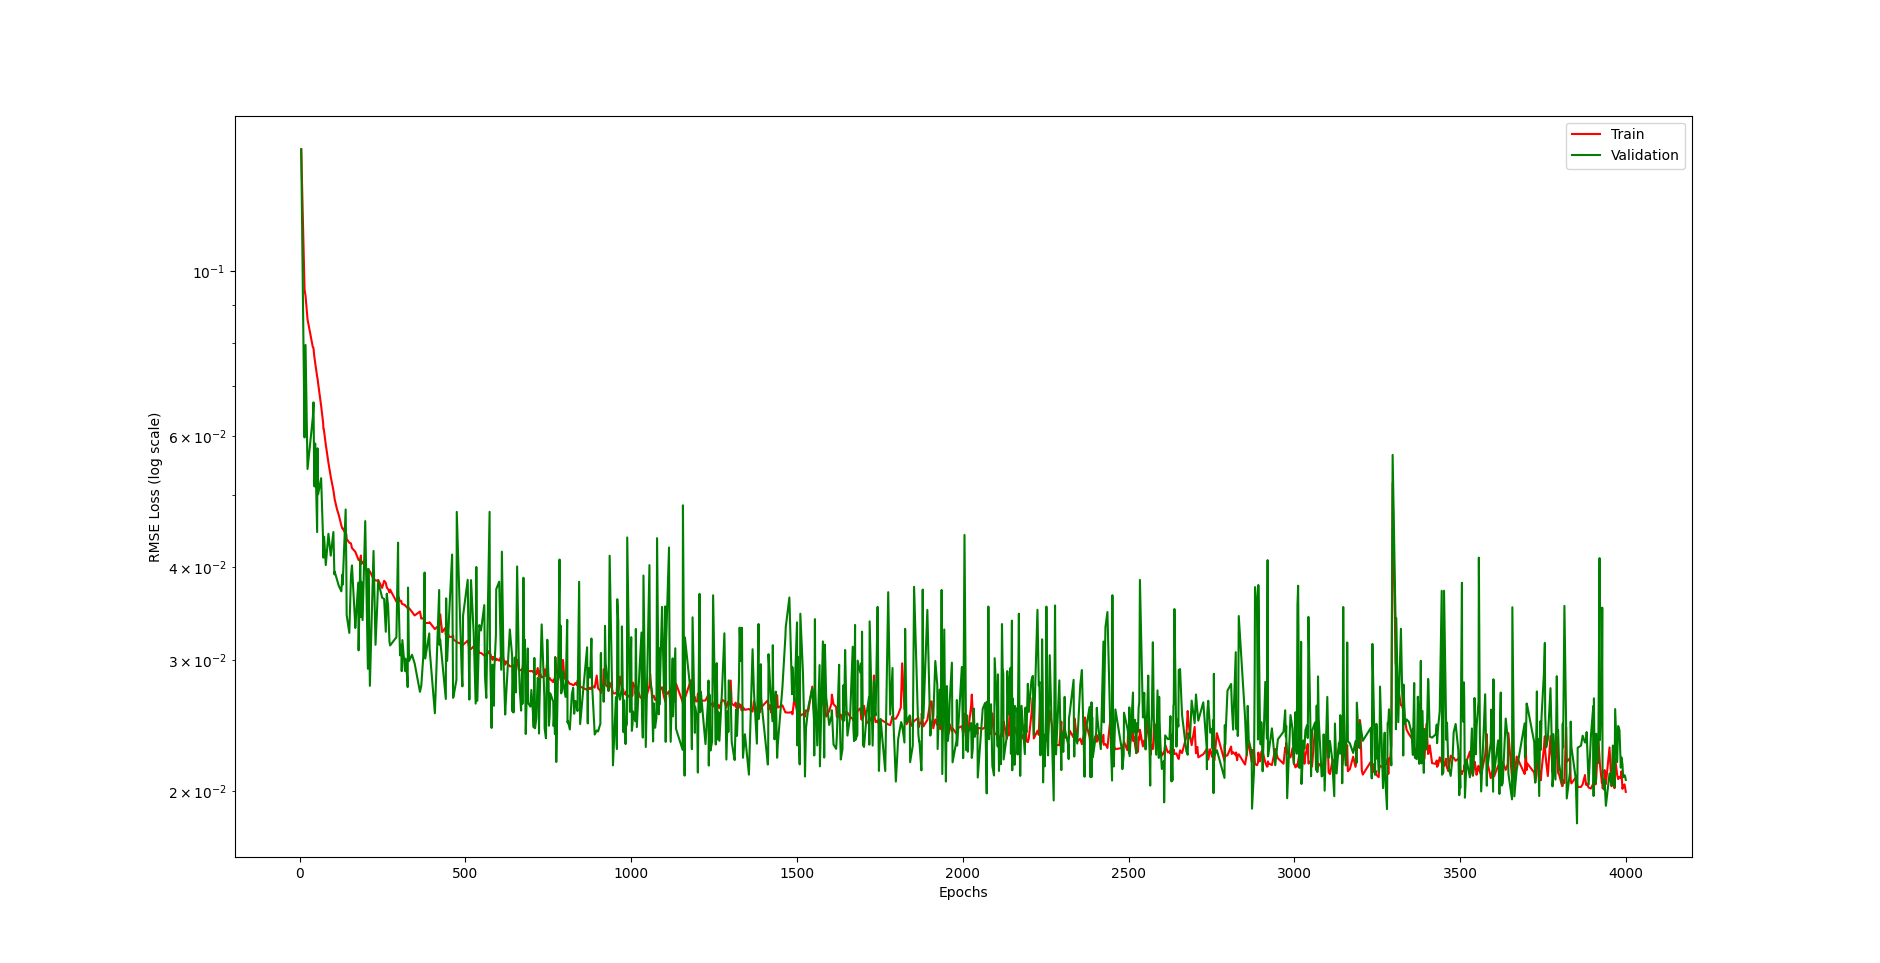 Train
Validation
RMSE Loss (log scale)
10⁻¹
6 × 10⁻²
4 × 10⁻²
3 × 10⁻²
2 × 10⁻²
0 500 1000 1500 2000 2500 3000 3500 4000
Epochs